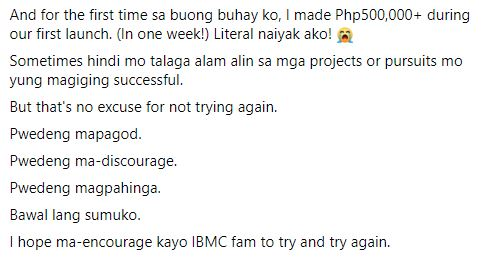 And for the first time sa buong buhay ko, I made Php500,000+ during
our first launch. (In one week!) Literal naiyak ako! 😭
Sometimes hindi mo talaga alam alin sa mga projects or pursuits mo
yung magiging successful.
But that's no excuse for not trying again.
Pwedeng mapagod.
Pwedeng ma-discourage.
Pwedeng magpahinga.
Bawal lang sumuko.
I hope ma-encourage kayo IBMC fam to try and try again.